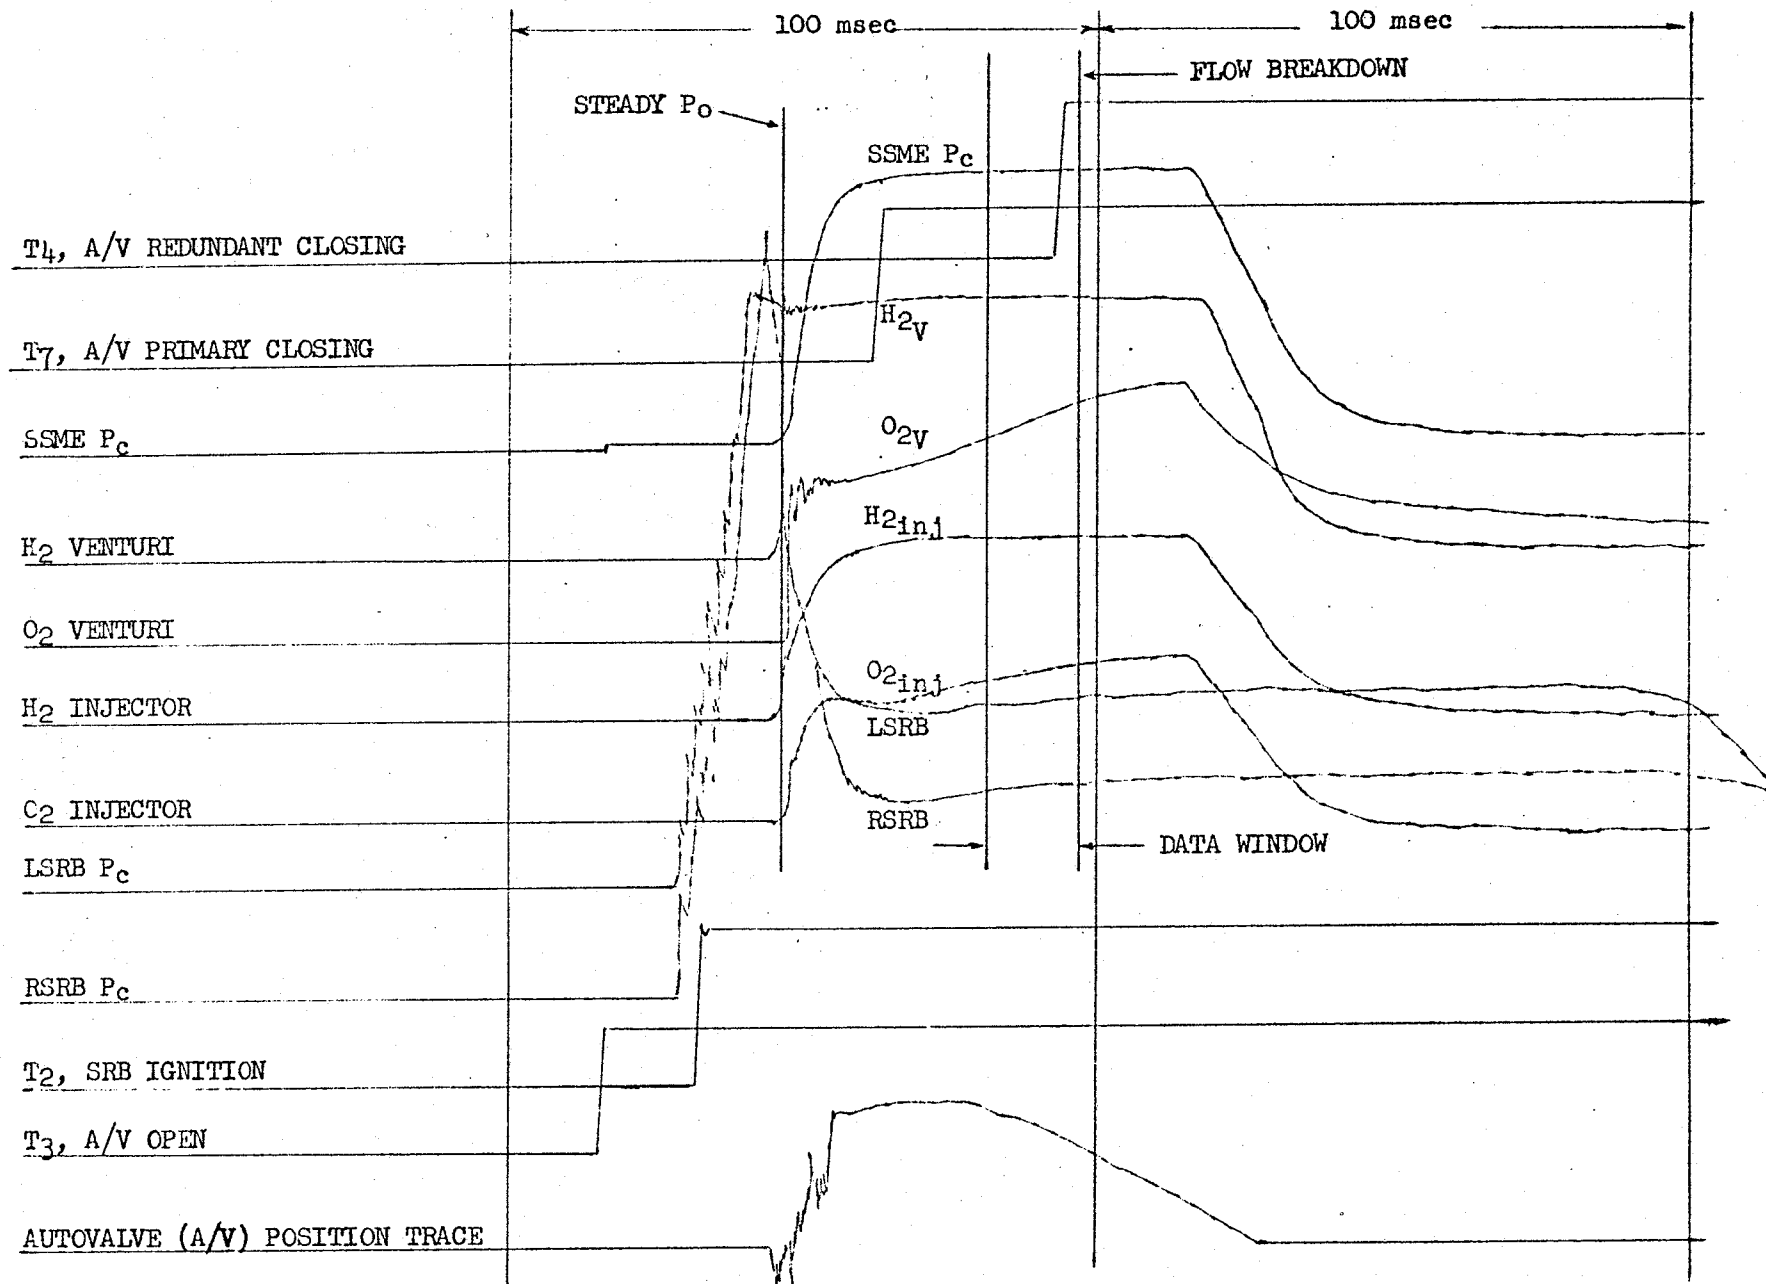 100 msec
100 msec
FLOW BREAKDOWN
STEADY Po
SSME Pc
T4, A/V REDUNDANT CLOSING
H2V
T7, A/V PRIMARY CLOSING
O2V
SSME Pc
H2inj
H2 VENTURI
O2 VENTURI
O2inj
H2 INJECTOR
LSRB
C2 INJECTOR
RSRB
DATA WINDOW
LSRB Pc
RSRB Pc
T2, SRB IGNITION
T3, A/V OPEN
AUTOVALVE (A/V) POSITION TRACE